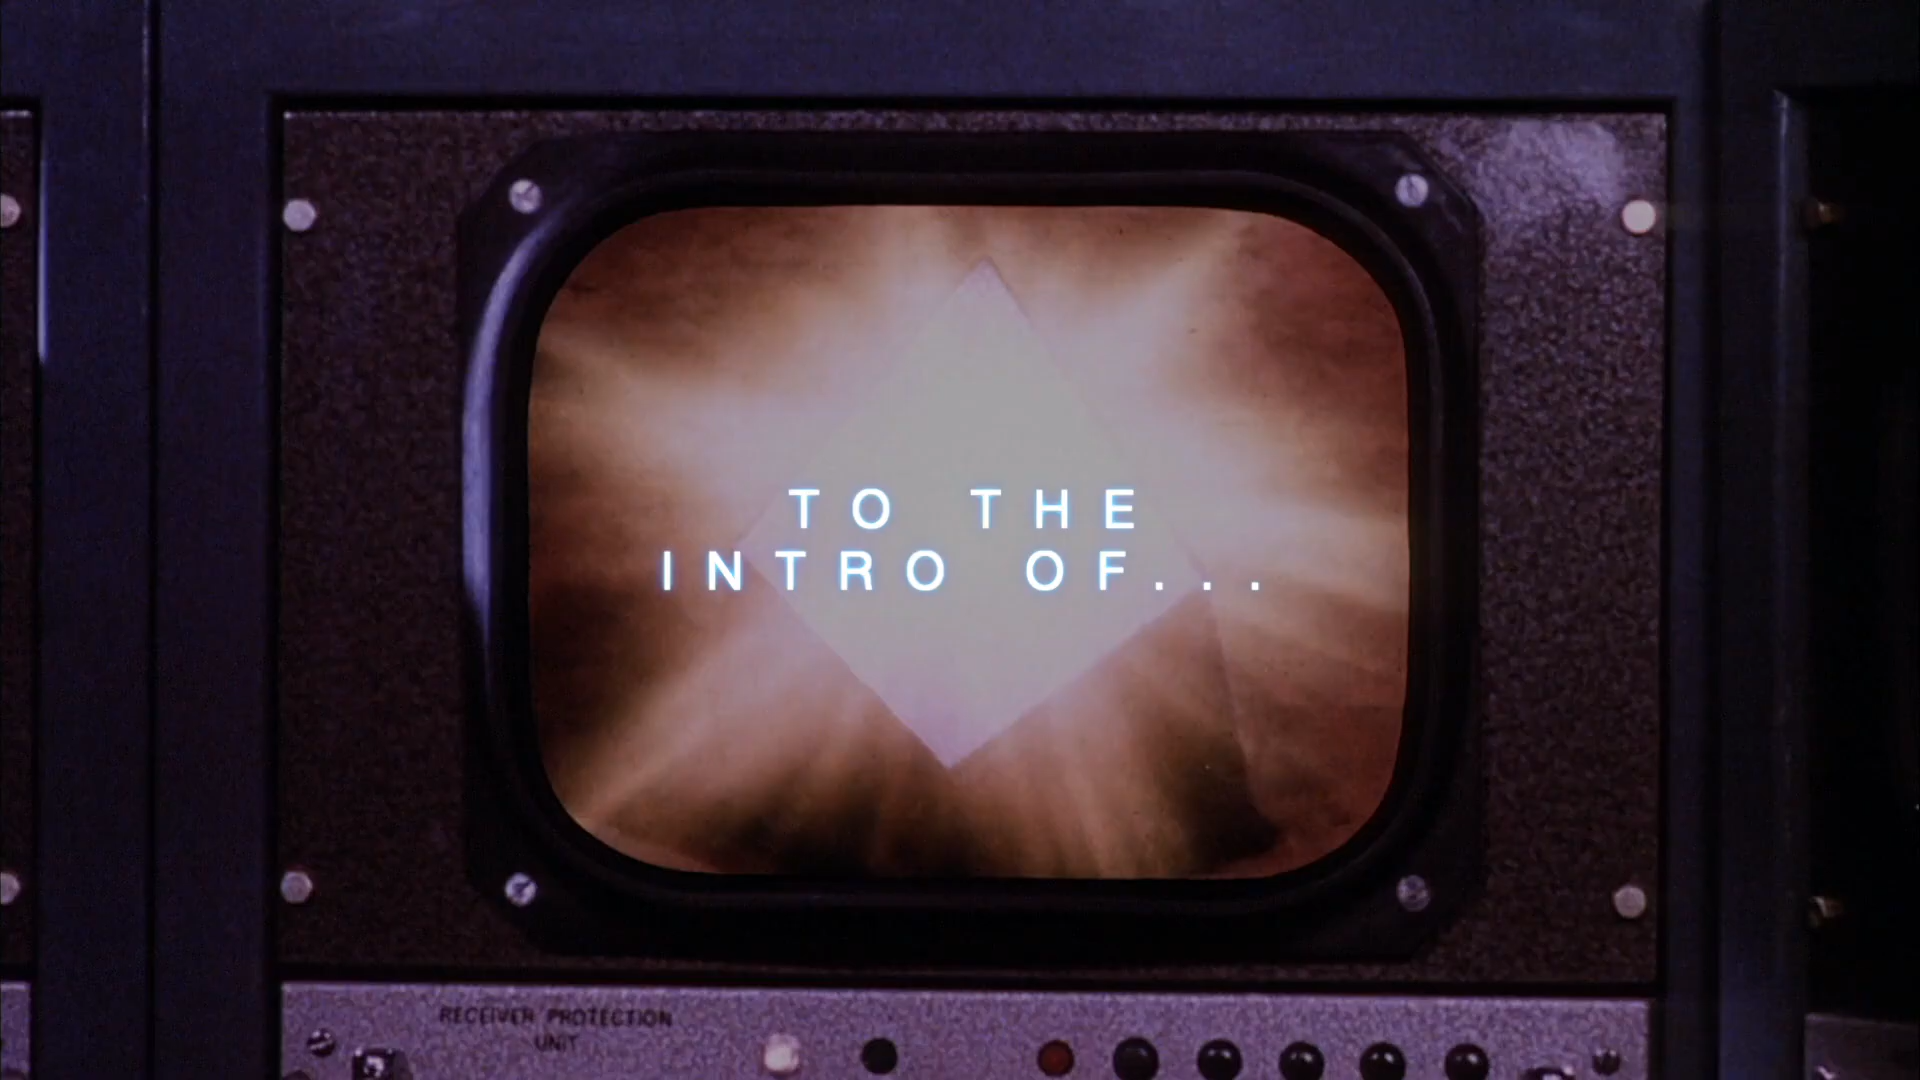 TO THE
INTRO OF...
RECEIVER PROTECTION
UNIT